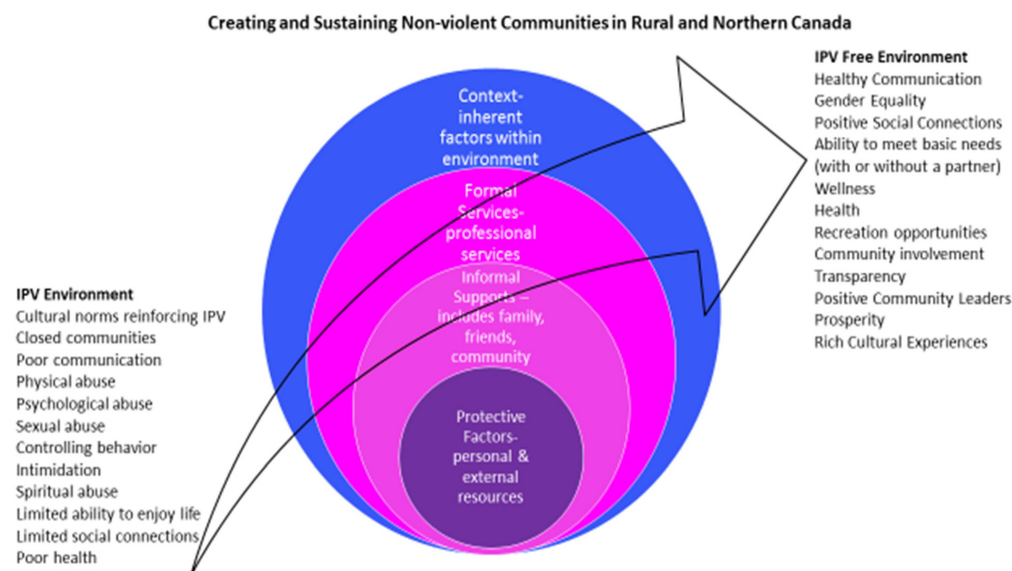 Creating and Sustaining Non-violent Communities in Rural and Northern Canada
IPV Free Environment
Healthy Communication
Gender Equality
Positive Social Connections
Ability to meet basic needs
(with or without a partner)
Wellness
Health
Recreation opportunities
Community involvement
Transparency
Positive Community Leaders
Prosperity
Rich Cultural Experiences
Context-
inherent
factors within
environment
Formal
Services-
professional
services
Informal
Supports –
includes family,
friends,
community
Protective
Factors-
personal &
external
resources
IPV Environment
Cultural norms reinforcing IPV
Closed communities
Poor communication
Physical abuse
Psychological abuse
Sexual abuse
Controlling behavior
Intimidation
Spiritual abuse
Limited ability to enjoy life
Limited social connections
Poor health